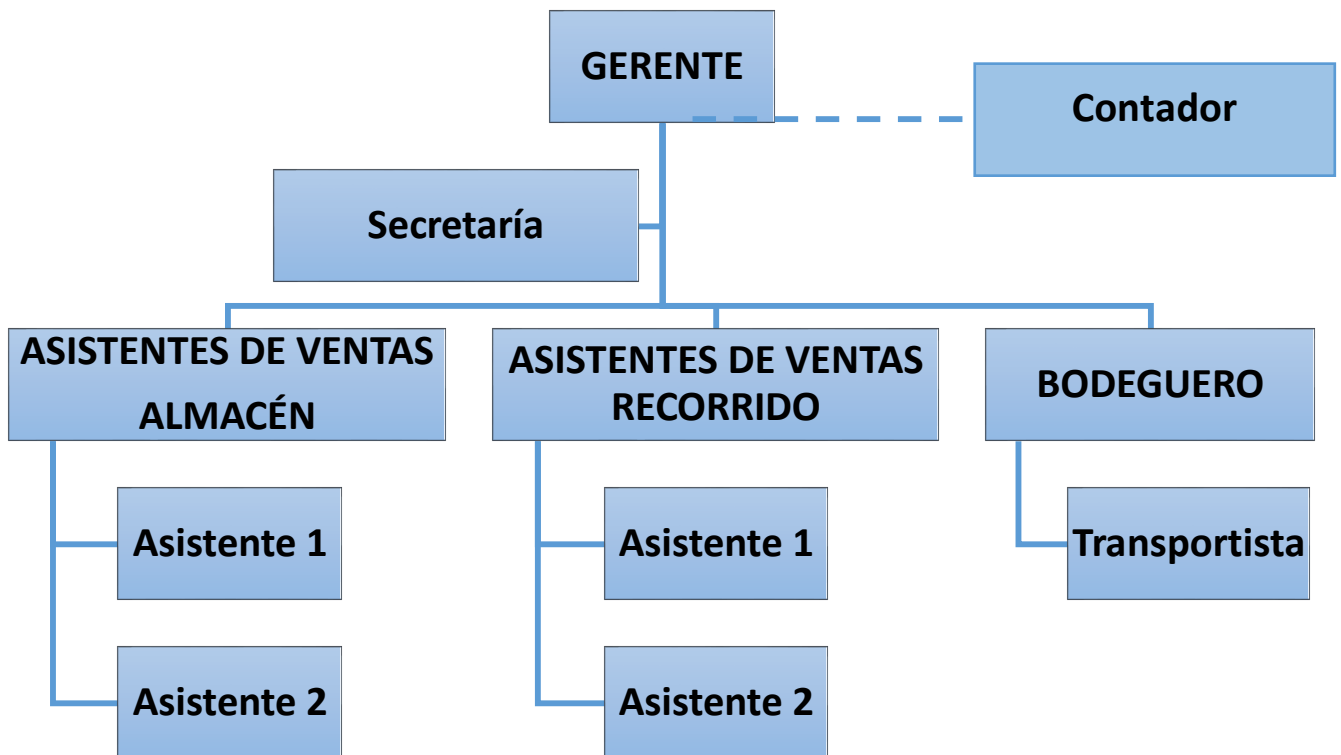 GERENTE
Contador
Secretaría
ASISTENTES DE VENTAS
ALMACÉN
ASISTENTES DE VENTAS
RECORRIDO
BODEGUERO
Asistente 1
Asistente 1
Transportista
Asistente 2
Asistente 2